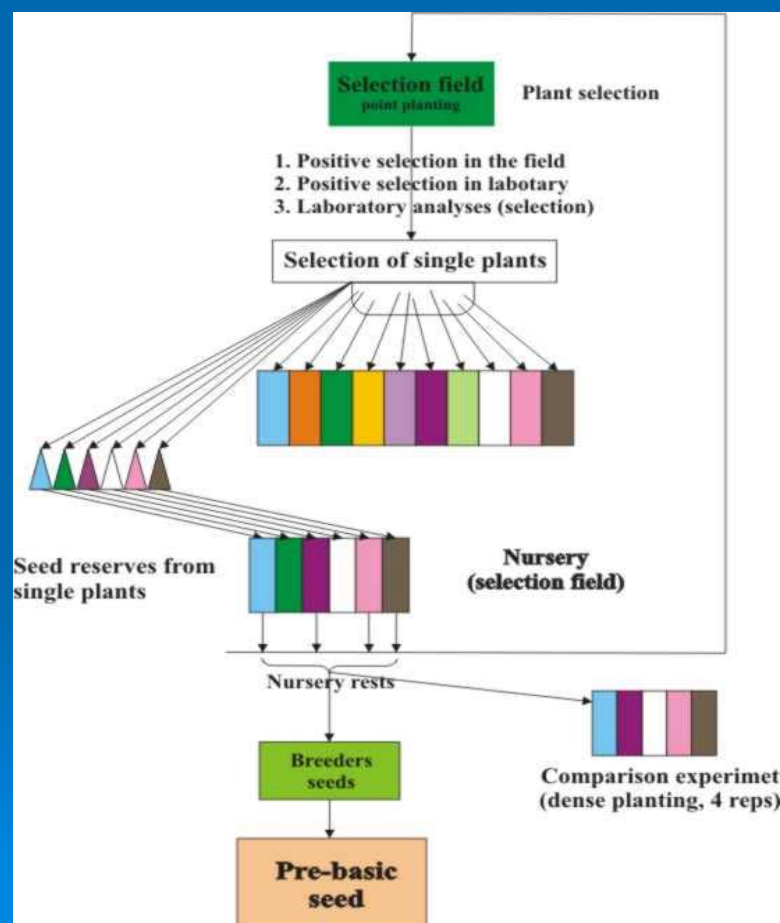 Selection field
point planting
Plant selection
1. Positive selection in the field
2. Positive selection in labotary
3. Laboratory analyses (selection)
Selection of single plants
Seed reserves from
single plants
Nursery
(selection field)
Nursery rests
Breeders
seeds
Comparison experimet
(dense planting, 4 reps)
Pre-basic
seed